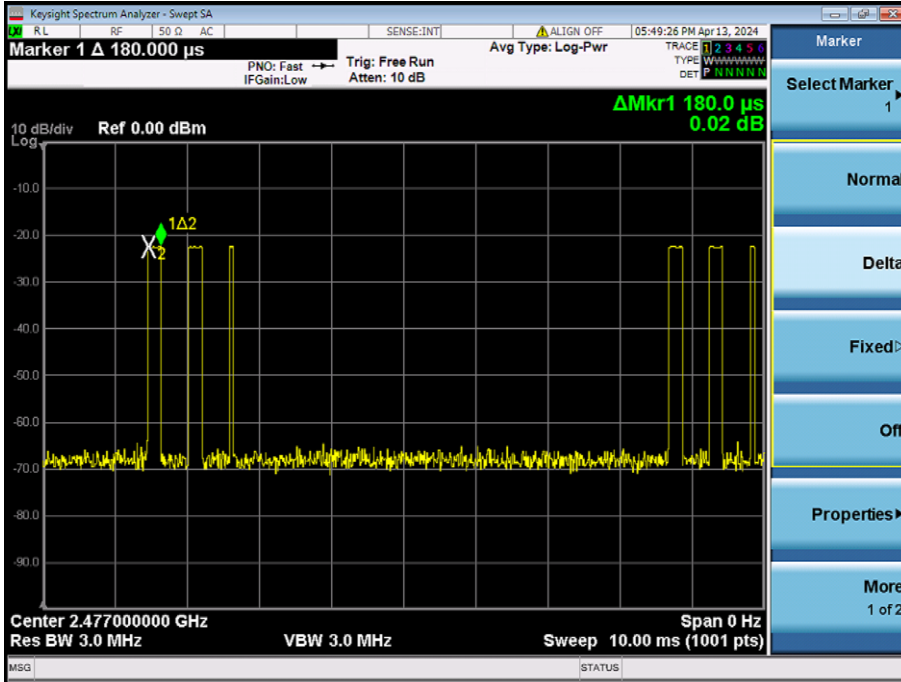 Keysight Spectrum Analyzer - Swept SA
LXI RL RF 50 Ω AC SENSE:INT ALIGN OFF 05:49:26 PM Apr 13, 2024
Marker 1 Δ 180.000 µs
PNO: Fast
IFGain:Low
Trig: Free Run
Atten: 10 dB
Avg Type: Log-Pwr
TRACE 1 2 3 4 5 6
TYPE WWWWWW
DET P N N N N N
ΔMkr1 180.0 µs
0.02 dB
10 dB/div Ref 0.00 dBm
Log
-10.0
-20.0
-30.0
-40.0
-50.0
-60.0
-70.0
-80.0
-90.0
1Δ2
X2
Center 2.477000000 GHz Span 0 Hz
Res BW 3.0 MHz VBW 3.0 MHz Sweep 10.00 ms (1001 pts)
MSG STATUS
Marker
Select Marker
1
Normal
Delta
Fixed
Off
Properties
More
1 of 2